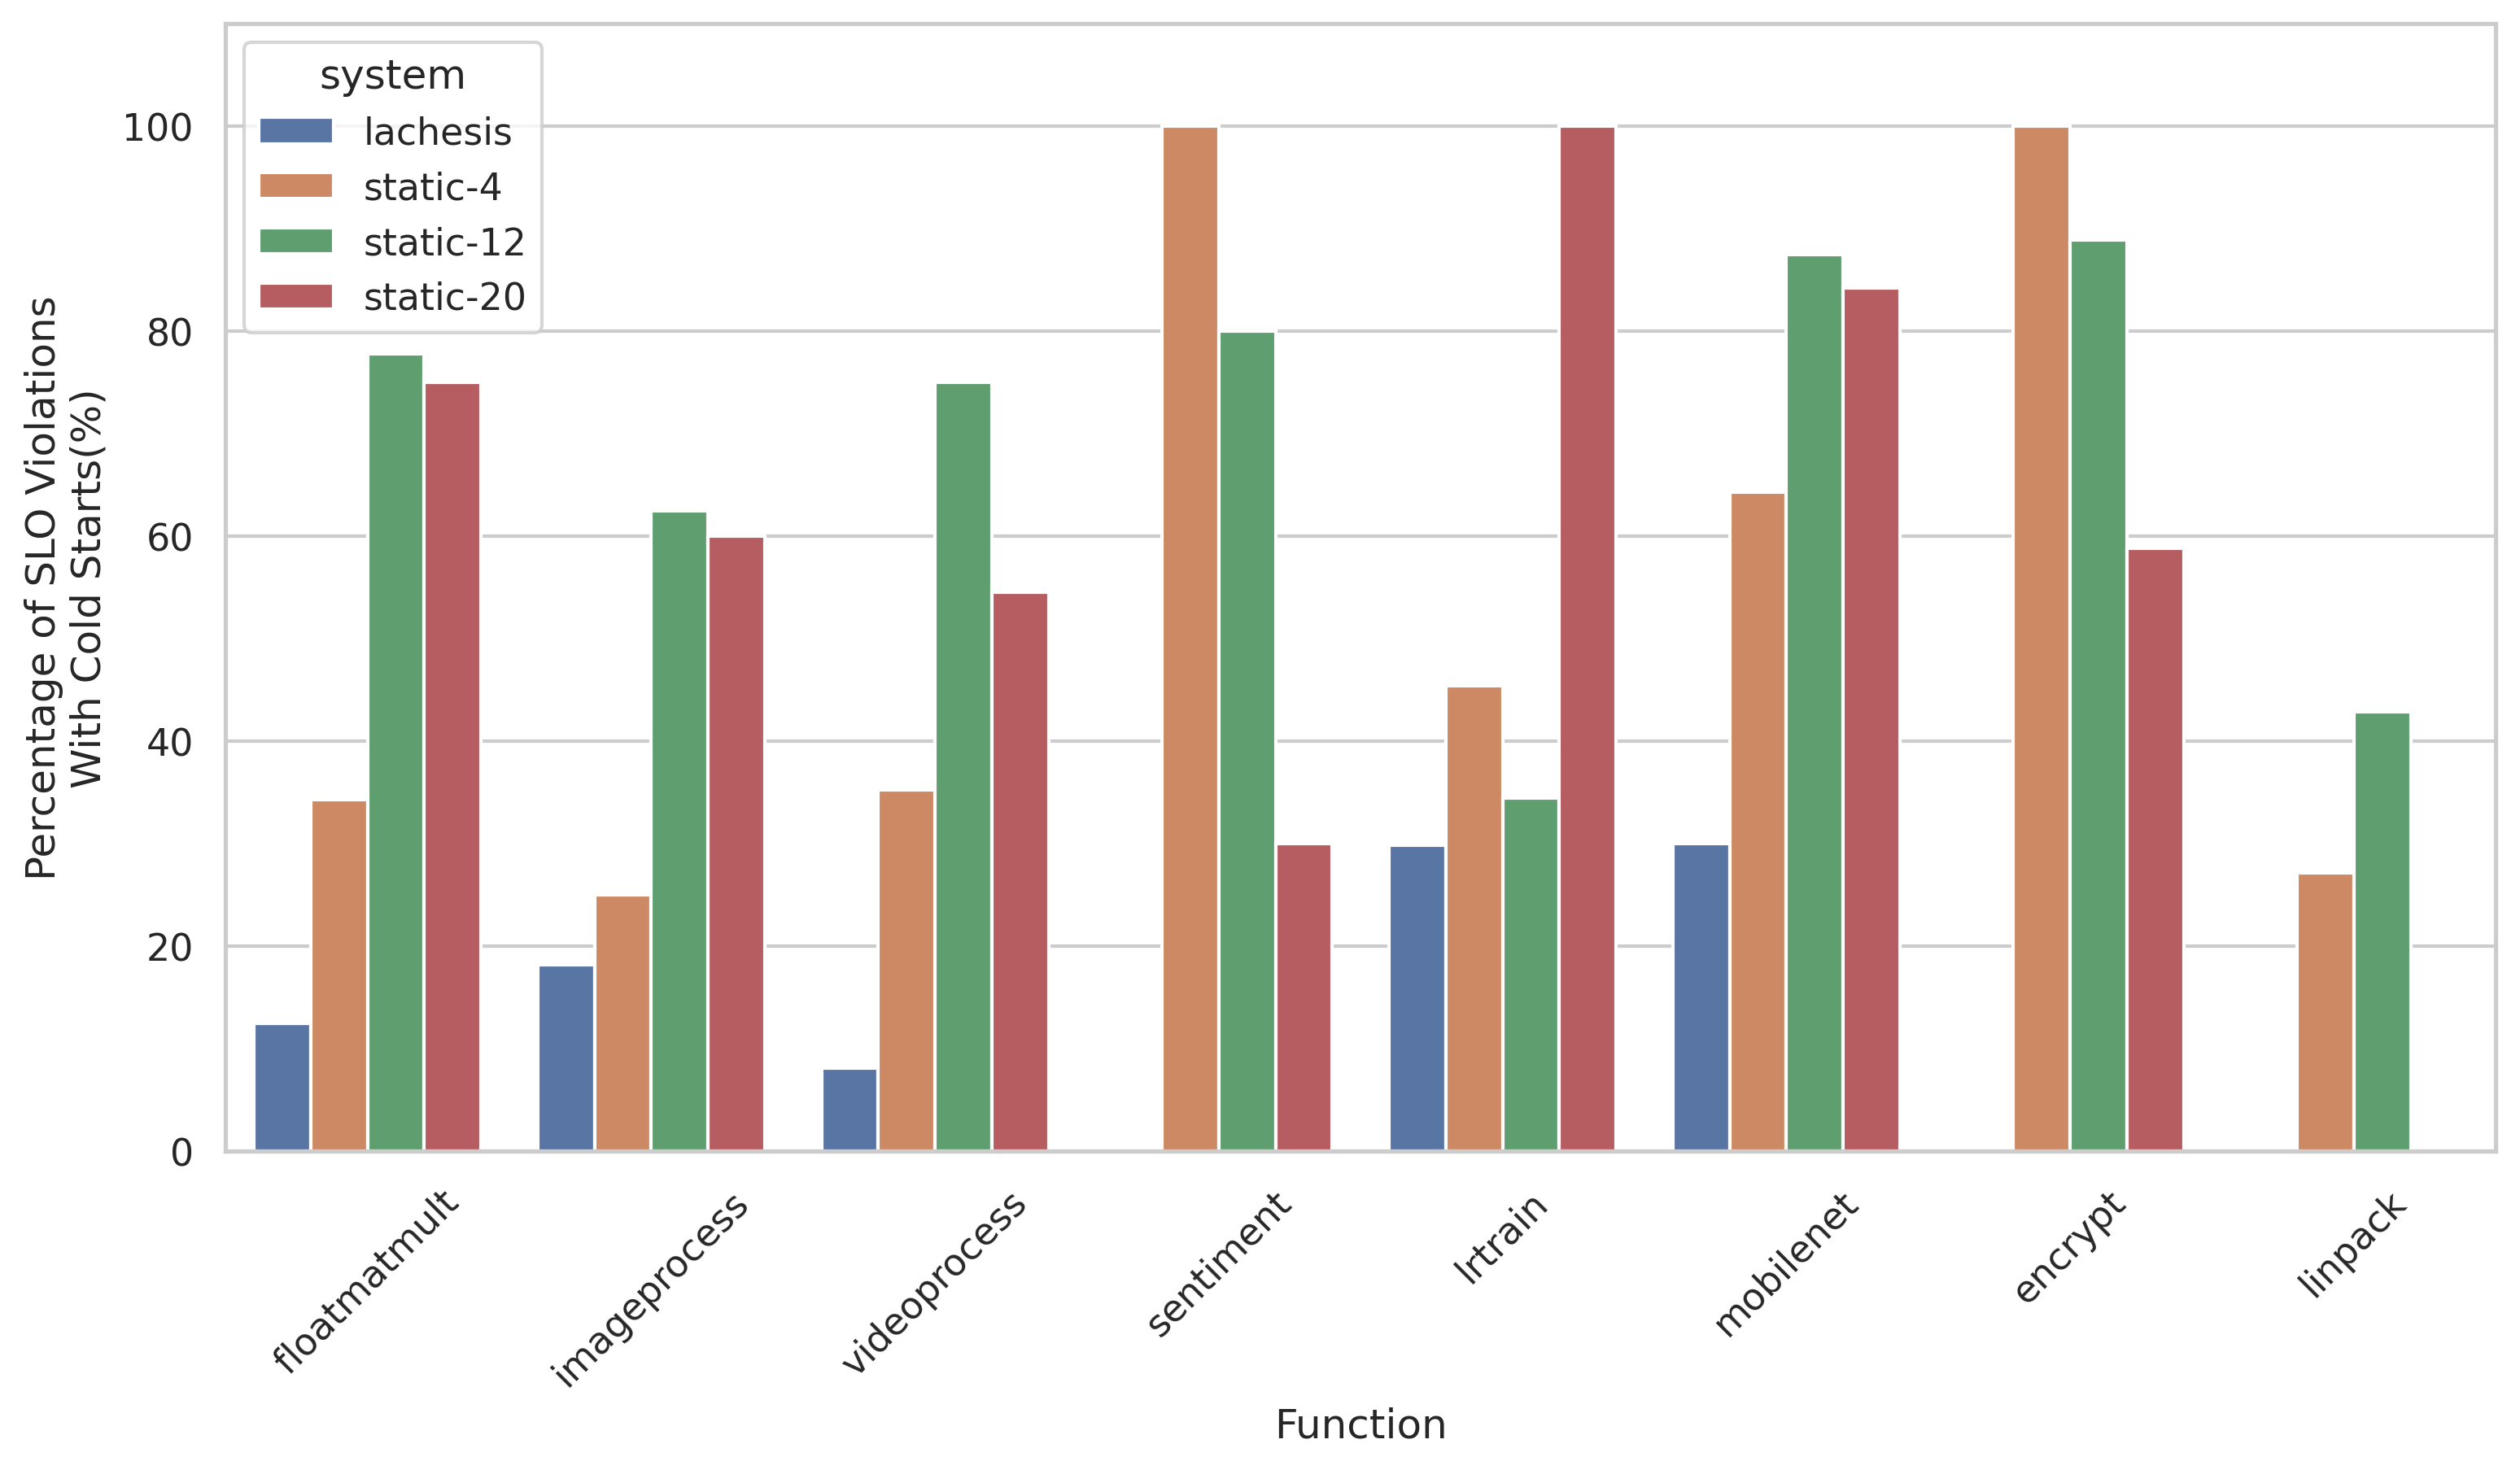 system
lachesis
static-4
static-12
static-20
Percentage of SLO Violations
With Cold Starts(%)
100
80
60
40
20
0
floatmatmult
imageprocess
videoprocess
sentiment
lrtrain
mobilenet
encrypt
linpack
Function